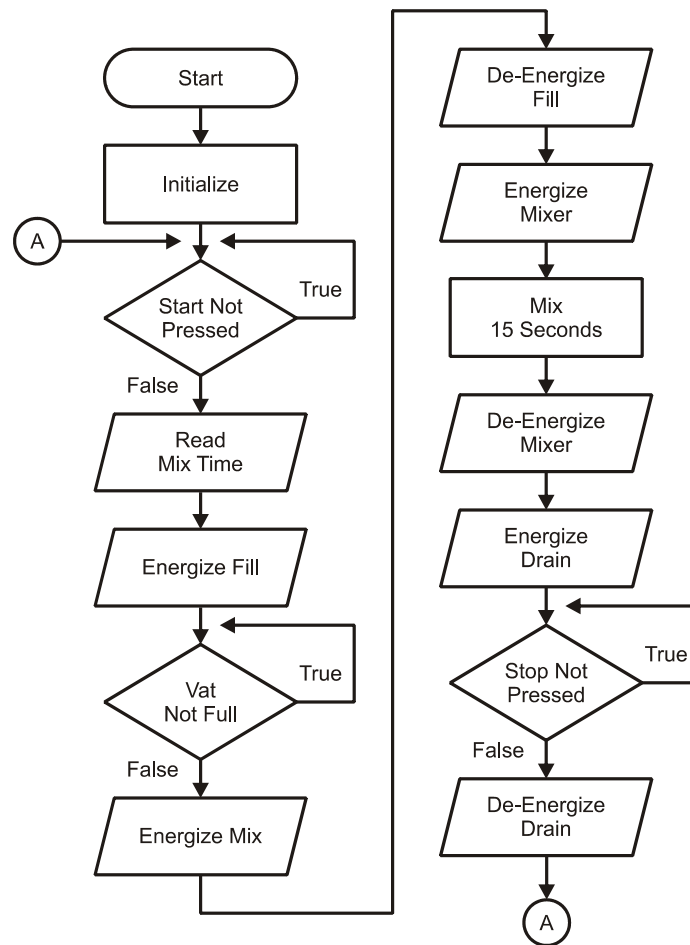 Start
Initialize
A
Start Not
Pressed
True
False
Read
Mix Time
Energize Fill
Vat
Not Full
True
False
Energize Mix
De-Energize
Fill
Energize
Mixer
Mix
15 Seconds
De-Energize
Mixer
Energize
Drain
Stop Not
Pressed
True
False
De-Energize
Drain
A